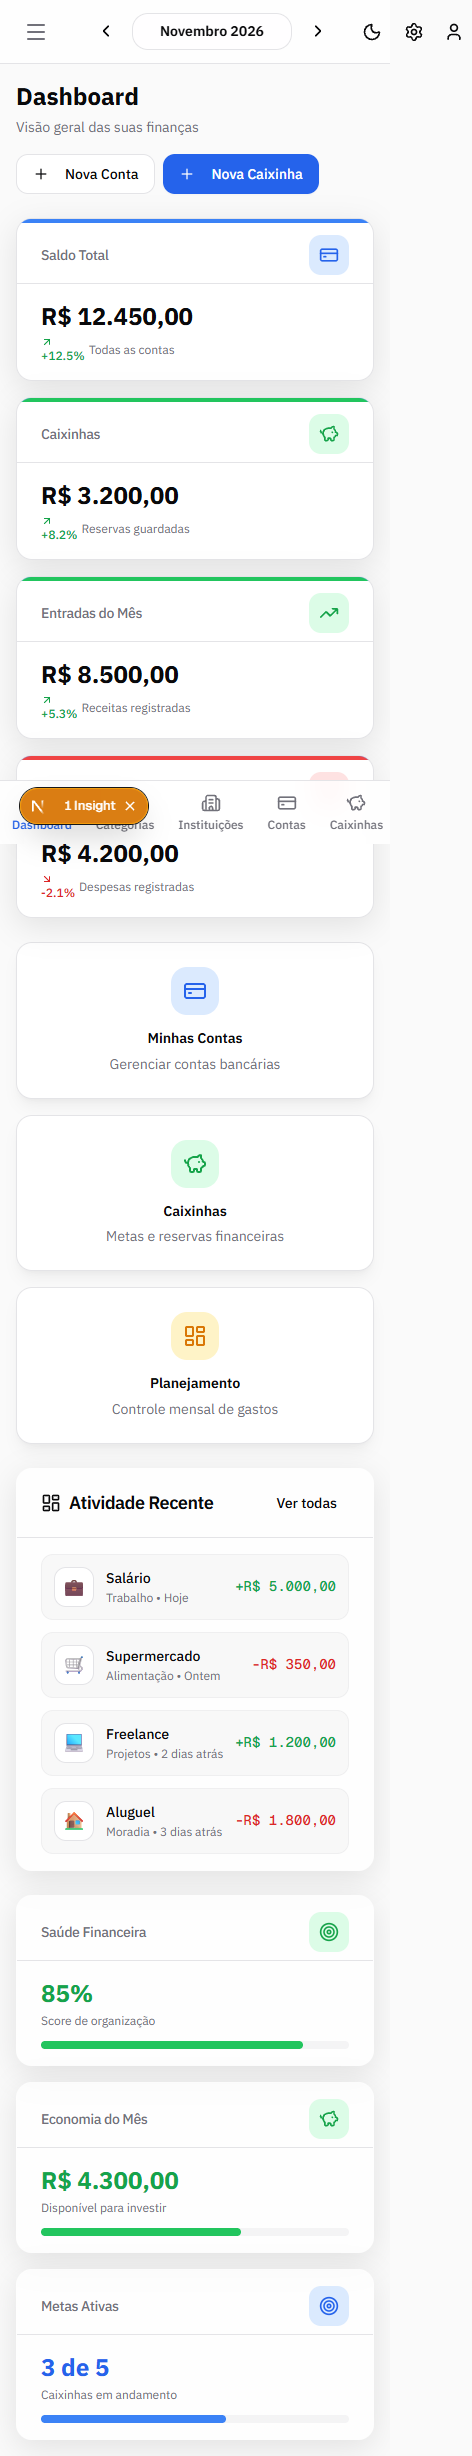 Novembro 2026
Dashboard
Visão geral das suas finanças
Nova Conta
Nova Caixinha
Saldo Total
R$ 12.450,00
+12.5% Todas as contas
Caixinhas
R$ 3.200,00
+8.2% Reservas guardadas
Entradas do Mês
R$ 8.500,00
+5.3% Receitas registradas
N 1 Insight
Dashboard Categorias Instituições Contas Caixinhas
R$ 4.200,00
-2.1% Despesas registradas
Minhas Contas
Gerenciar contas bancárias
Caixinhas
Metas e reservas financeiras
Planejamento
Controle mensal de gastos
Atividade Recente
Ver todas
Salário
Trabalho • Hoje
+R$ 5.000,00
Supermercado
Alimentação • Ontem
-R$ 350,00
Freelance
Projetos • 2 dias atrás
+R$ 1.200,00
Aluguel
Moradia • 3 dias atrás
-R$ 1.800,00
Saúde Financeira
85%
Score de organização
Economia do Mês
R$ 4.300,00
Disponível para investir
Metas Ativas
3 de 5
Caixinhas em andamento